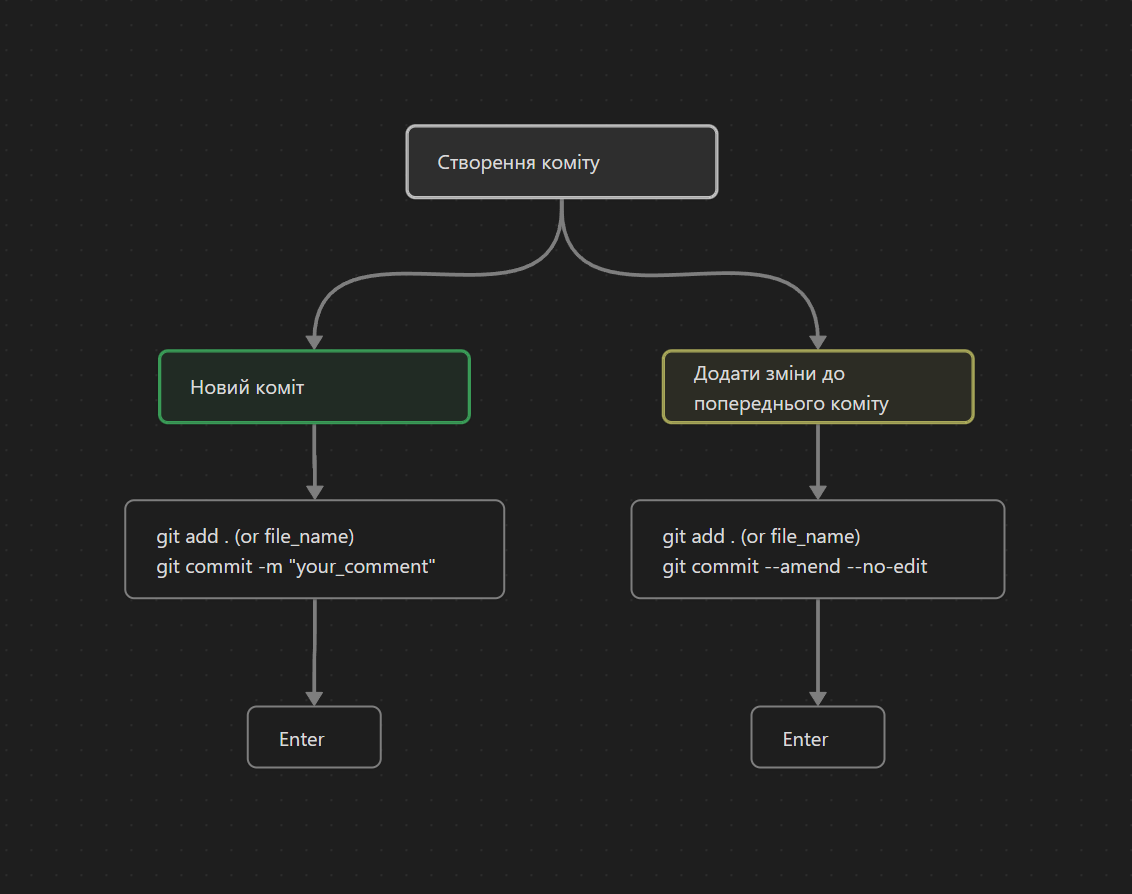 Створення коміту
Новий коміт
Додати зміни до
попереднього коміту
git add . (or file_name)
git commit -m "your_comment"
git add . (or file_name)
git commit --amend --no-edit
Enter
Enter